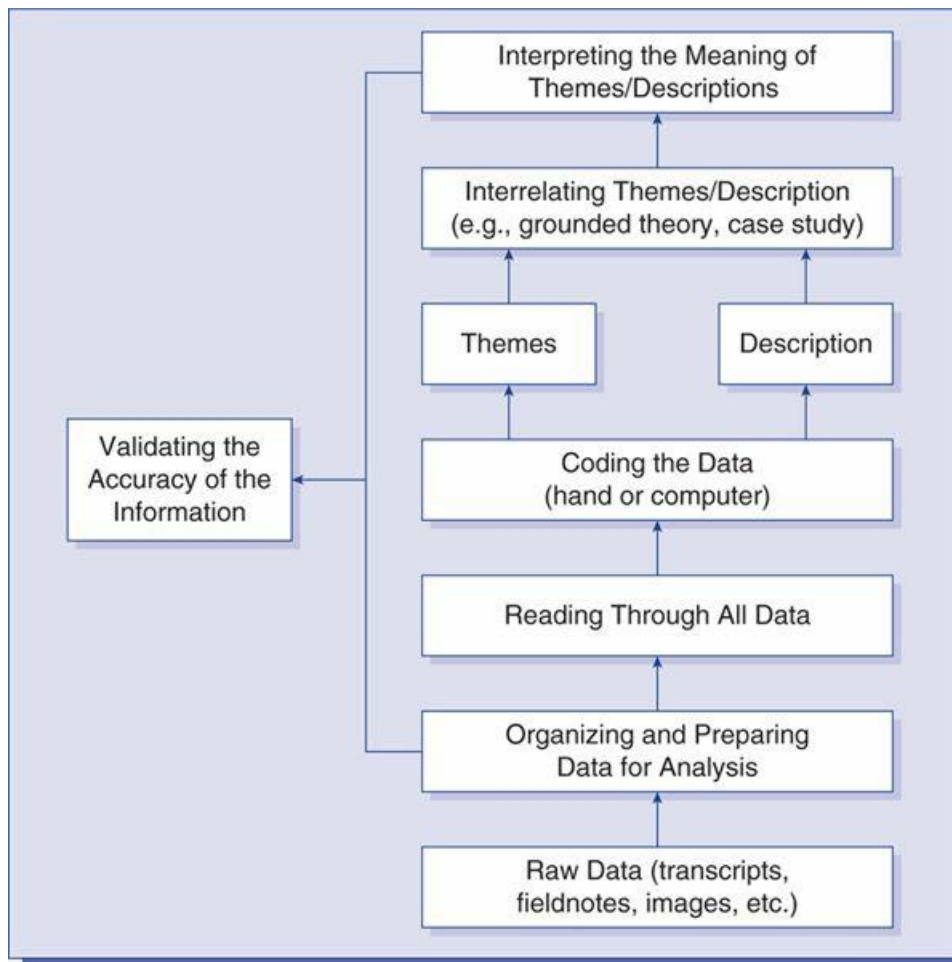 Interpreting the Meaning of
Themes/Descriptions
Interrelating Themes/Description
(e.g., grounded theory, case study)
Themes
Description
Validating the
Accuracy of the
Information
Coding the Data
(hand or computer)
Reading Through All Data
Organizing and Preparing
Data for Analysis
Raw Data (transcripts,
fieldnotes, images, etc.)